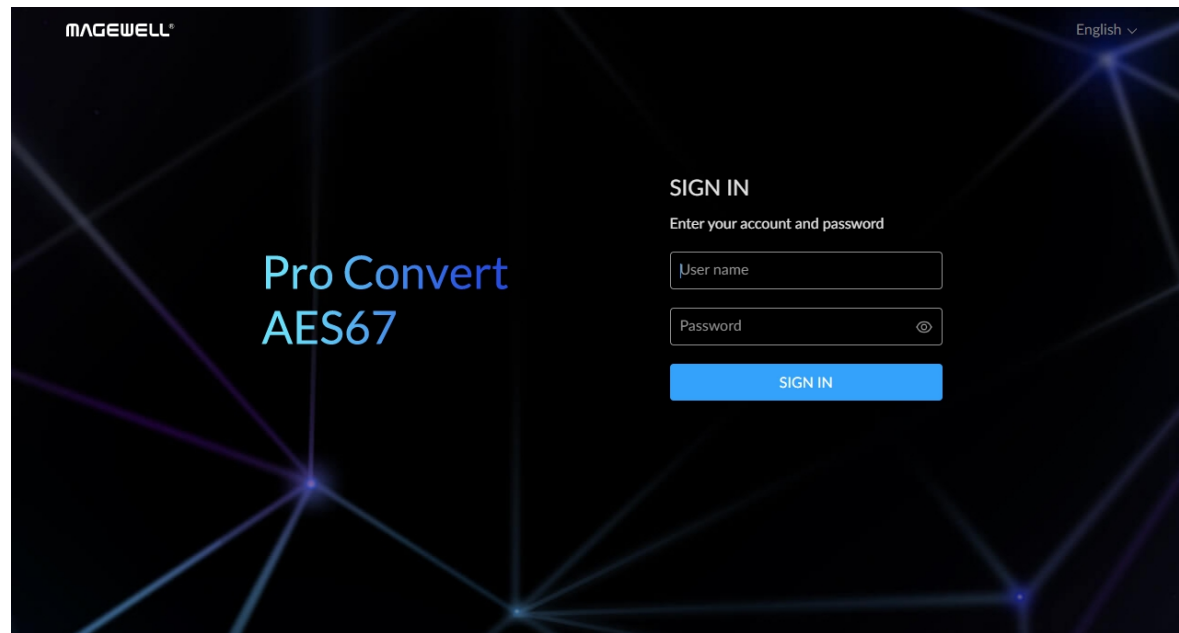 MAGEWELL®
English
Pro Convert
AES67
SIGN IN
Enter your account and password
User name
Password
SIGN IN